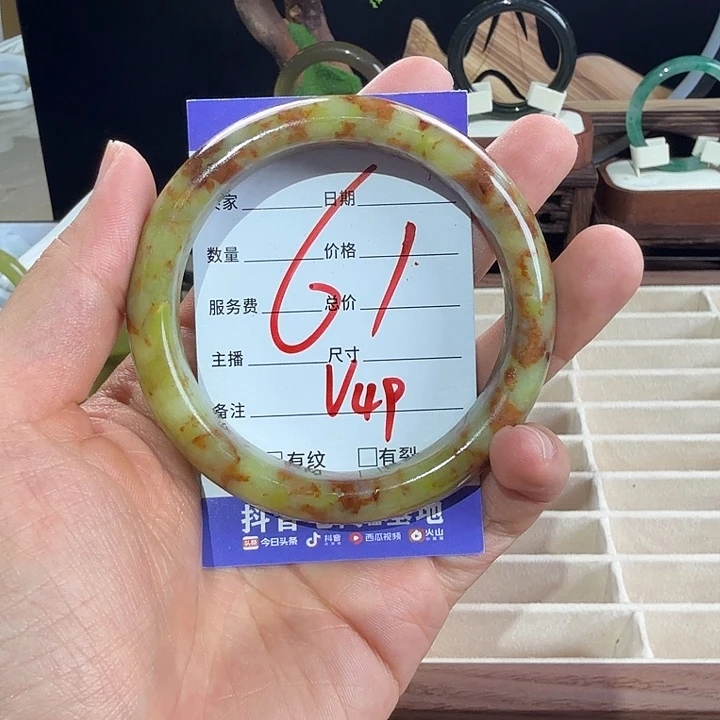 家 日期
数量 价格
61
服务费 总价
主播 尺寸
V4p
备注
有纹 有裂
抖音 基地
今日头条 抖音 西瓜视频 火山